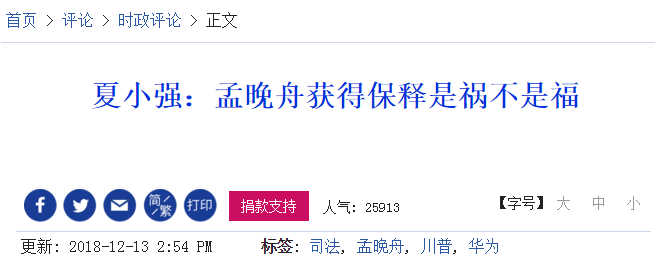 首页 > 评论 > 时政评论 > 正文
夏小强：孟晚舟获得保释是祸不是福
简/繁 打印 捐款支持 人气: 25913 【字号】 大 中 小
更新: 2018-12-13 2:54 PM 标签: 司法, 孟晚舟, 川普, 华为